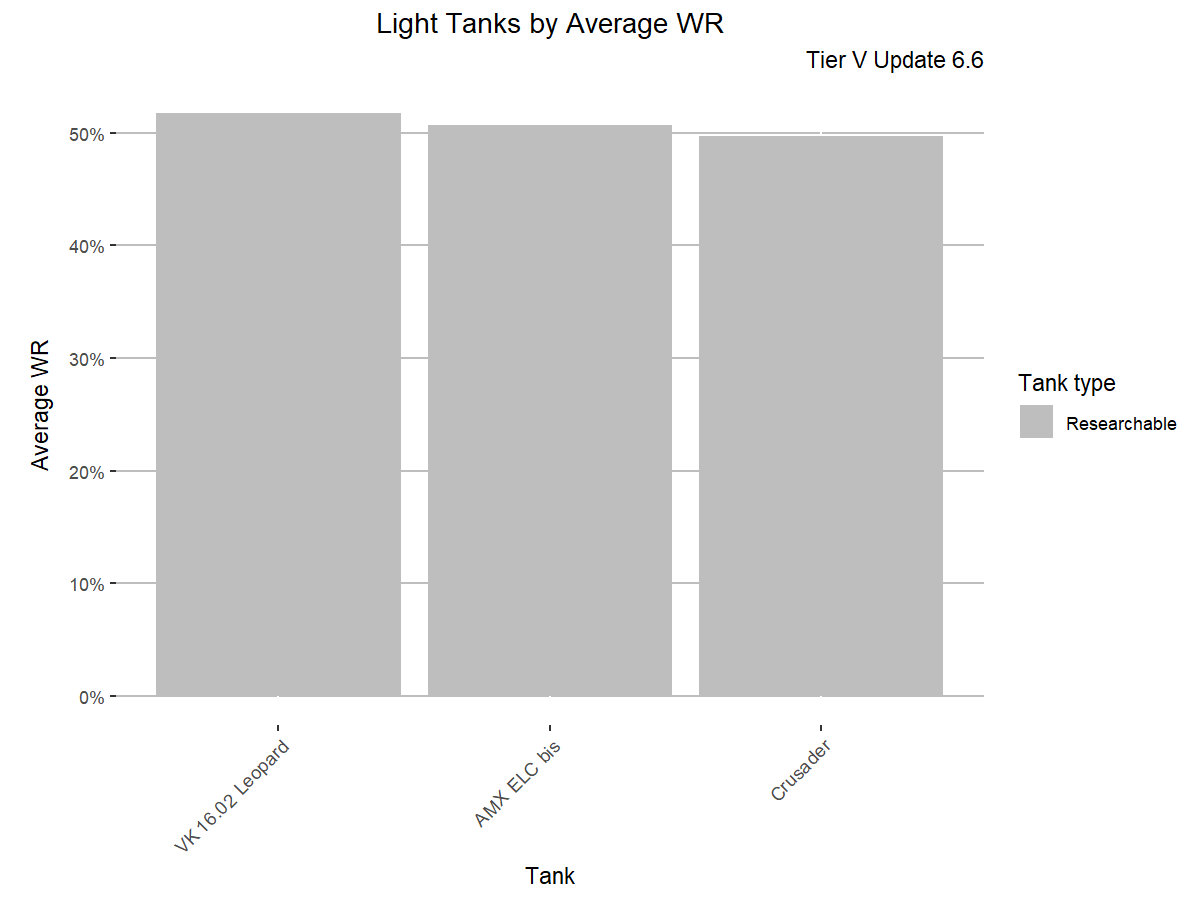 Light Tanks by Average WR
Tier V Update 6.6
Average WR
50%
40%
30%
20%
10%
0%
VK 16.02 Leopard
AMX ELC bis
Crusader
Tank
Tank type
Researchable